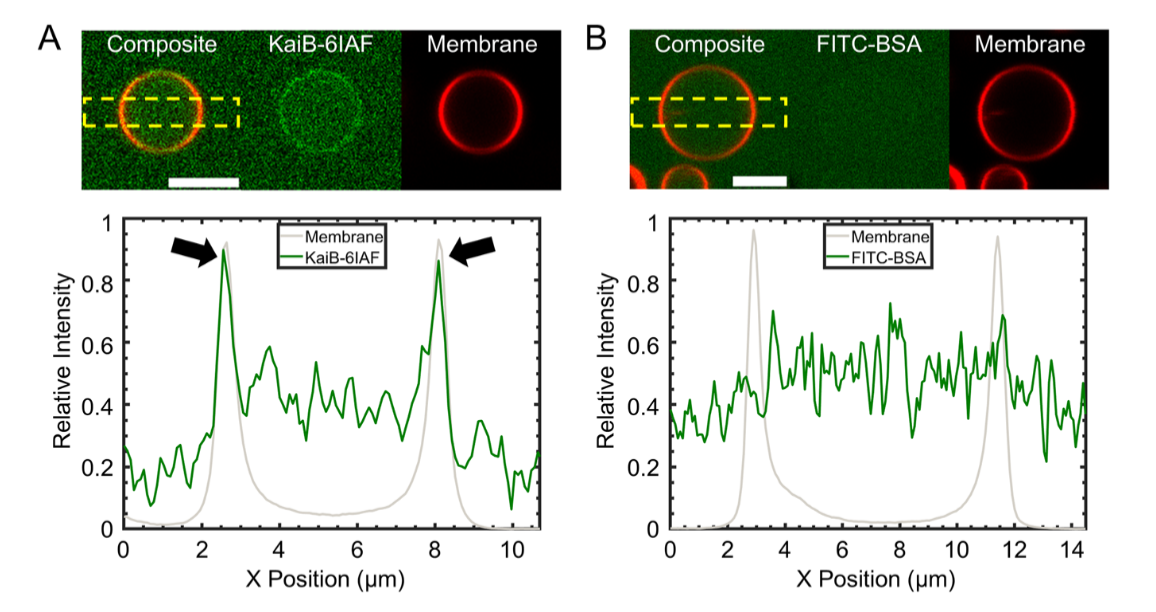 A
Composite KaiB-6IAF Membrane
1
0.8
0.6
0.4
0.2
0
Relative Intensity
Membrane
KaiB-6IAF
0 2 4 6 8 10
X Position (µm)
B
Composite FITC-BSA Membrane
1
0.8
0.6
0.4
0.2
0
Relative Intensity
Membrane
FITC-BSA
0 2 4 6 8 10 12 14
X Position (µm)